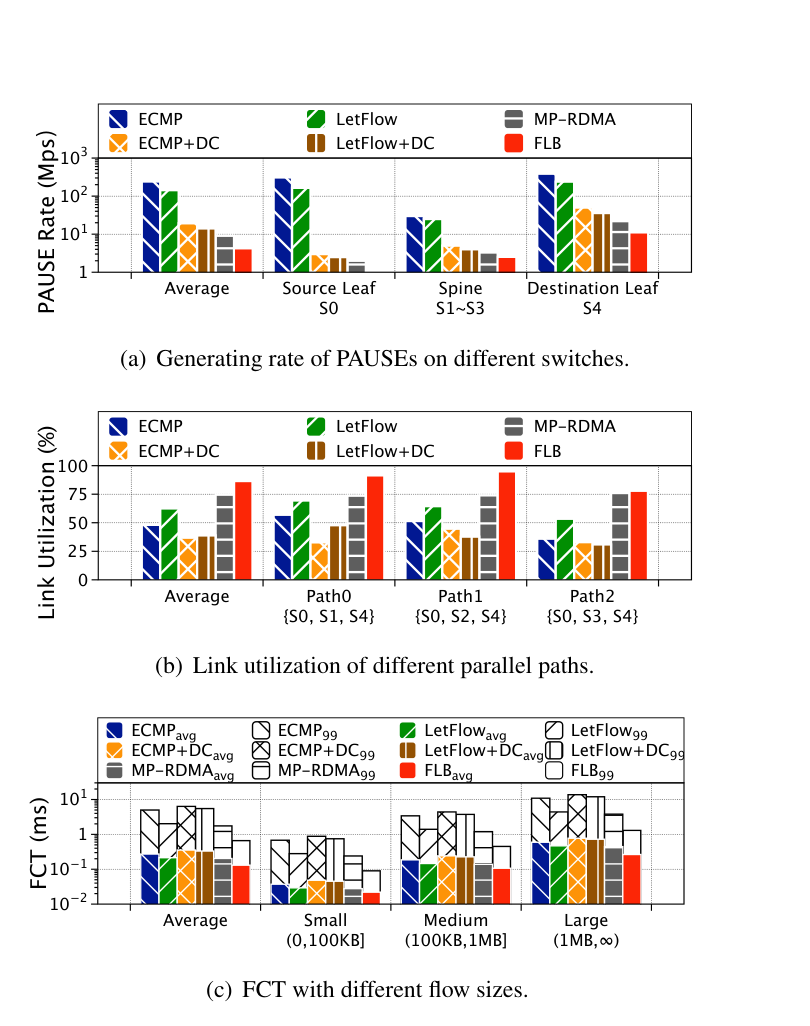 ECMP LetFlow MP-RDMA
ECMP+DC LetFlow+DC FLB
PAUSE Rate (Mps)
10³
10²
10¹
1
Average Source Leaf Spine Destination Leaf
S0 S1~S3 S4
(a) Generating rate of PAUSEs on different switches.
ECMP LetFlow MP-RDMA
ECMP+DC LetFlow+DC FLB
Link Utilization (%)
100
75
50
25
0
Average Path0 Path1 Path2
{S0, S1, S4} {S0, S2, S4} {S0, S3, S4}
(b) Link utilization of different parallel paths.
ECMPavg ECMP99 LetFlowavg LetFlow99
ECMP+DCavg ECMP+DC99 LetFlow+DCavg LetFlow+DC99
MP-RDMAavg MP-RDMA99 FLBavg FLB99
FCT (ms)
10¹
1
10⁻¹
10⁻²
Average Small Medium Large
(0,100KB] (100KB,1MB] (1MB,∞)
(c) FCT with different flow sizes.